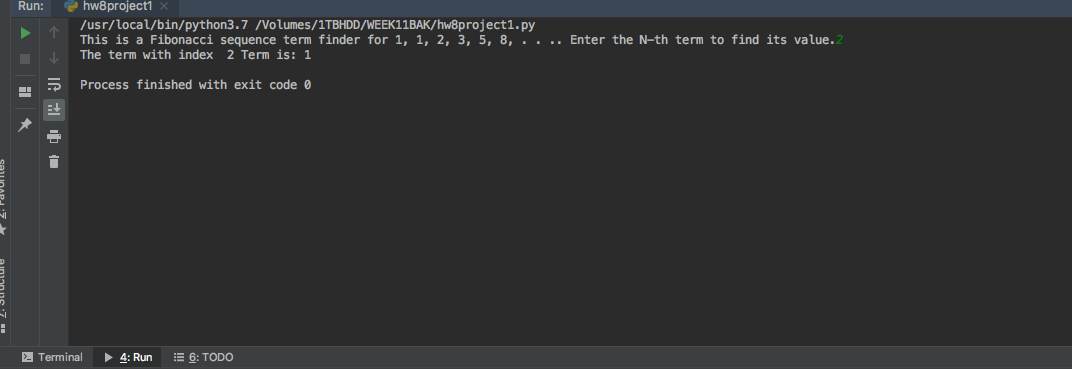 Run: hw8project1
/usr/local/bin/python3.7 /Volumes/1TBHDD/WEEK11BAK/hw8project1.py
This is a Fibonacci sequence term finder for 1, 1, 2, 3, 5, 8, . . .. Enter the N-th term to find its value.2
The term with index  2 Term is: 1
Process finished with exit code 0
2: Favorites
7: Structure
Terminal 4: Run 6: TODO